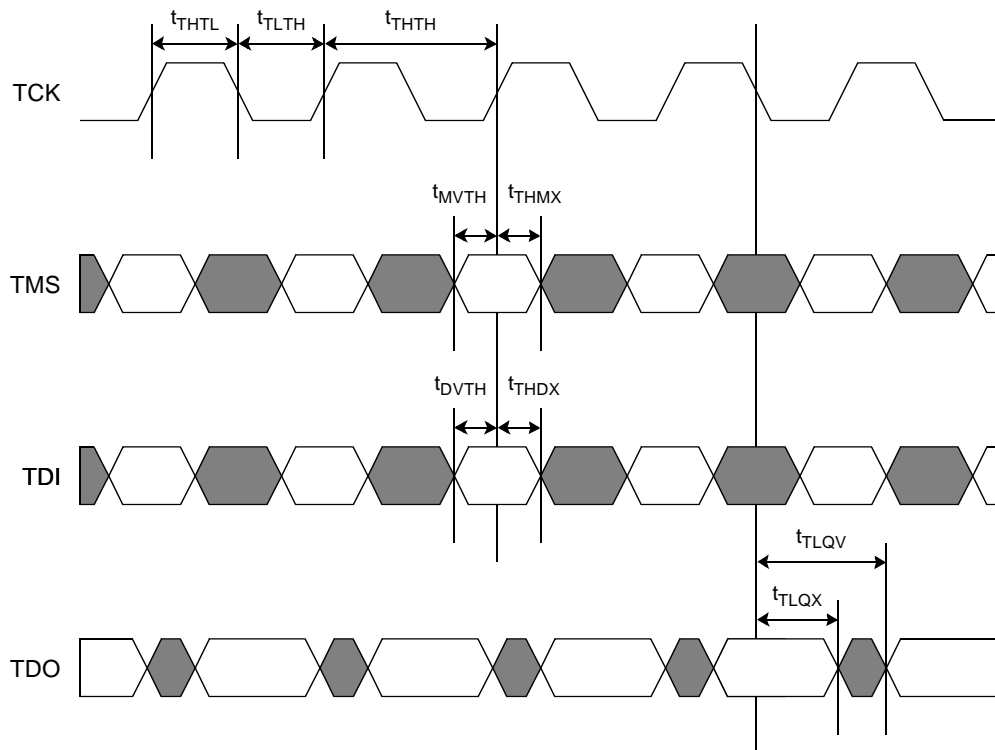 tTHTL tTLTH tTHTH
TCK
tMVTH tTHMX
TMS
tDVTH tTHDX
TDI
tTLQV
tTLQX
TDO